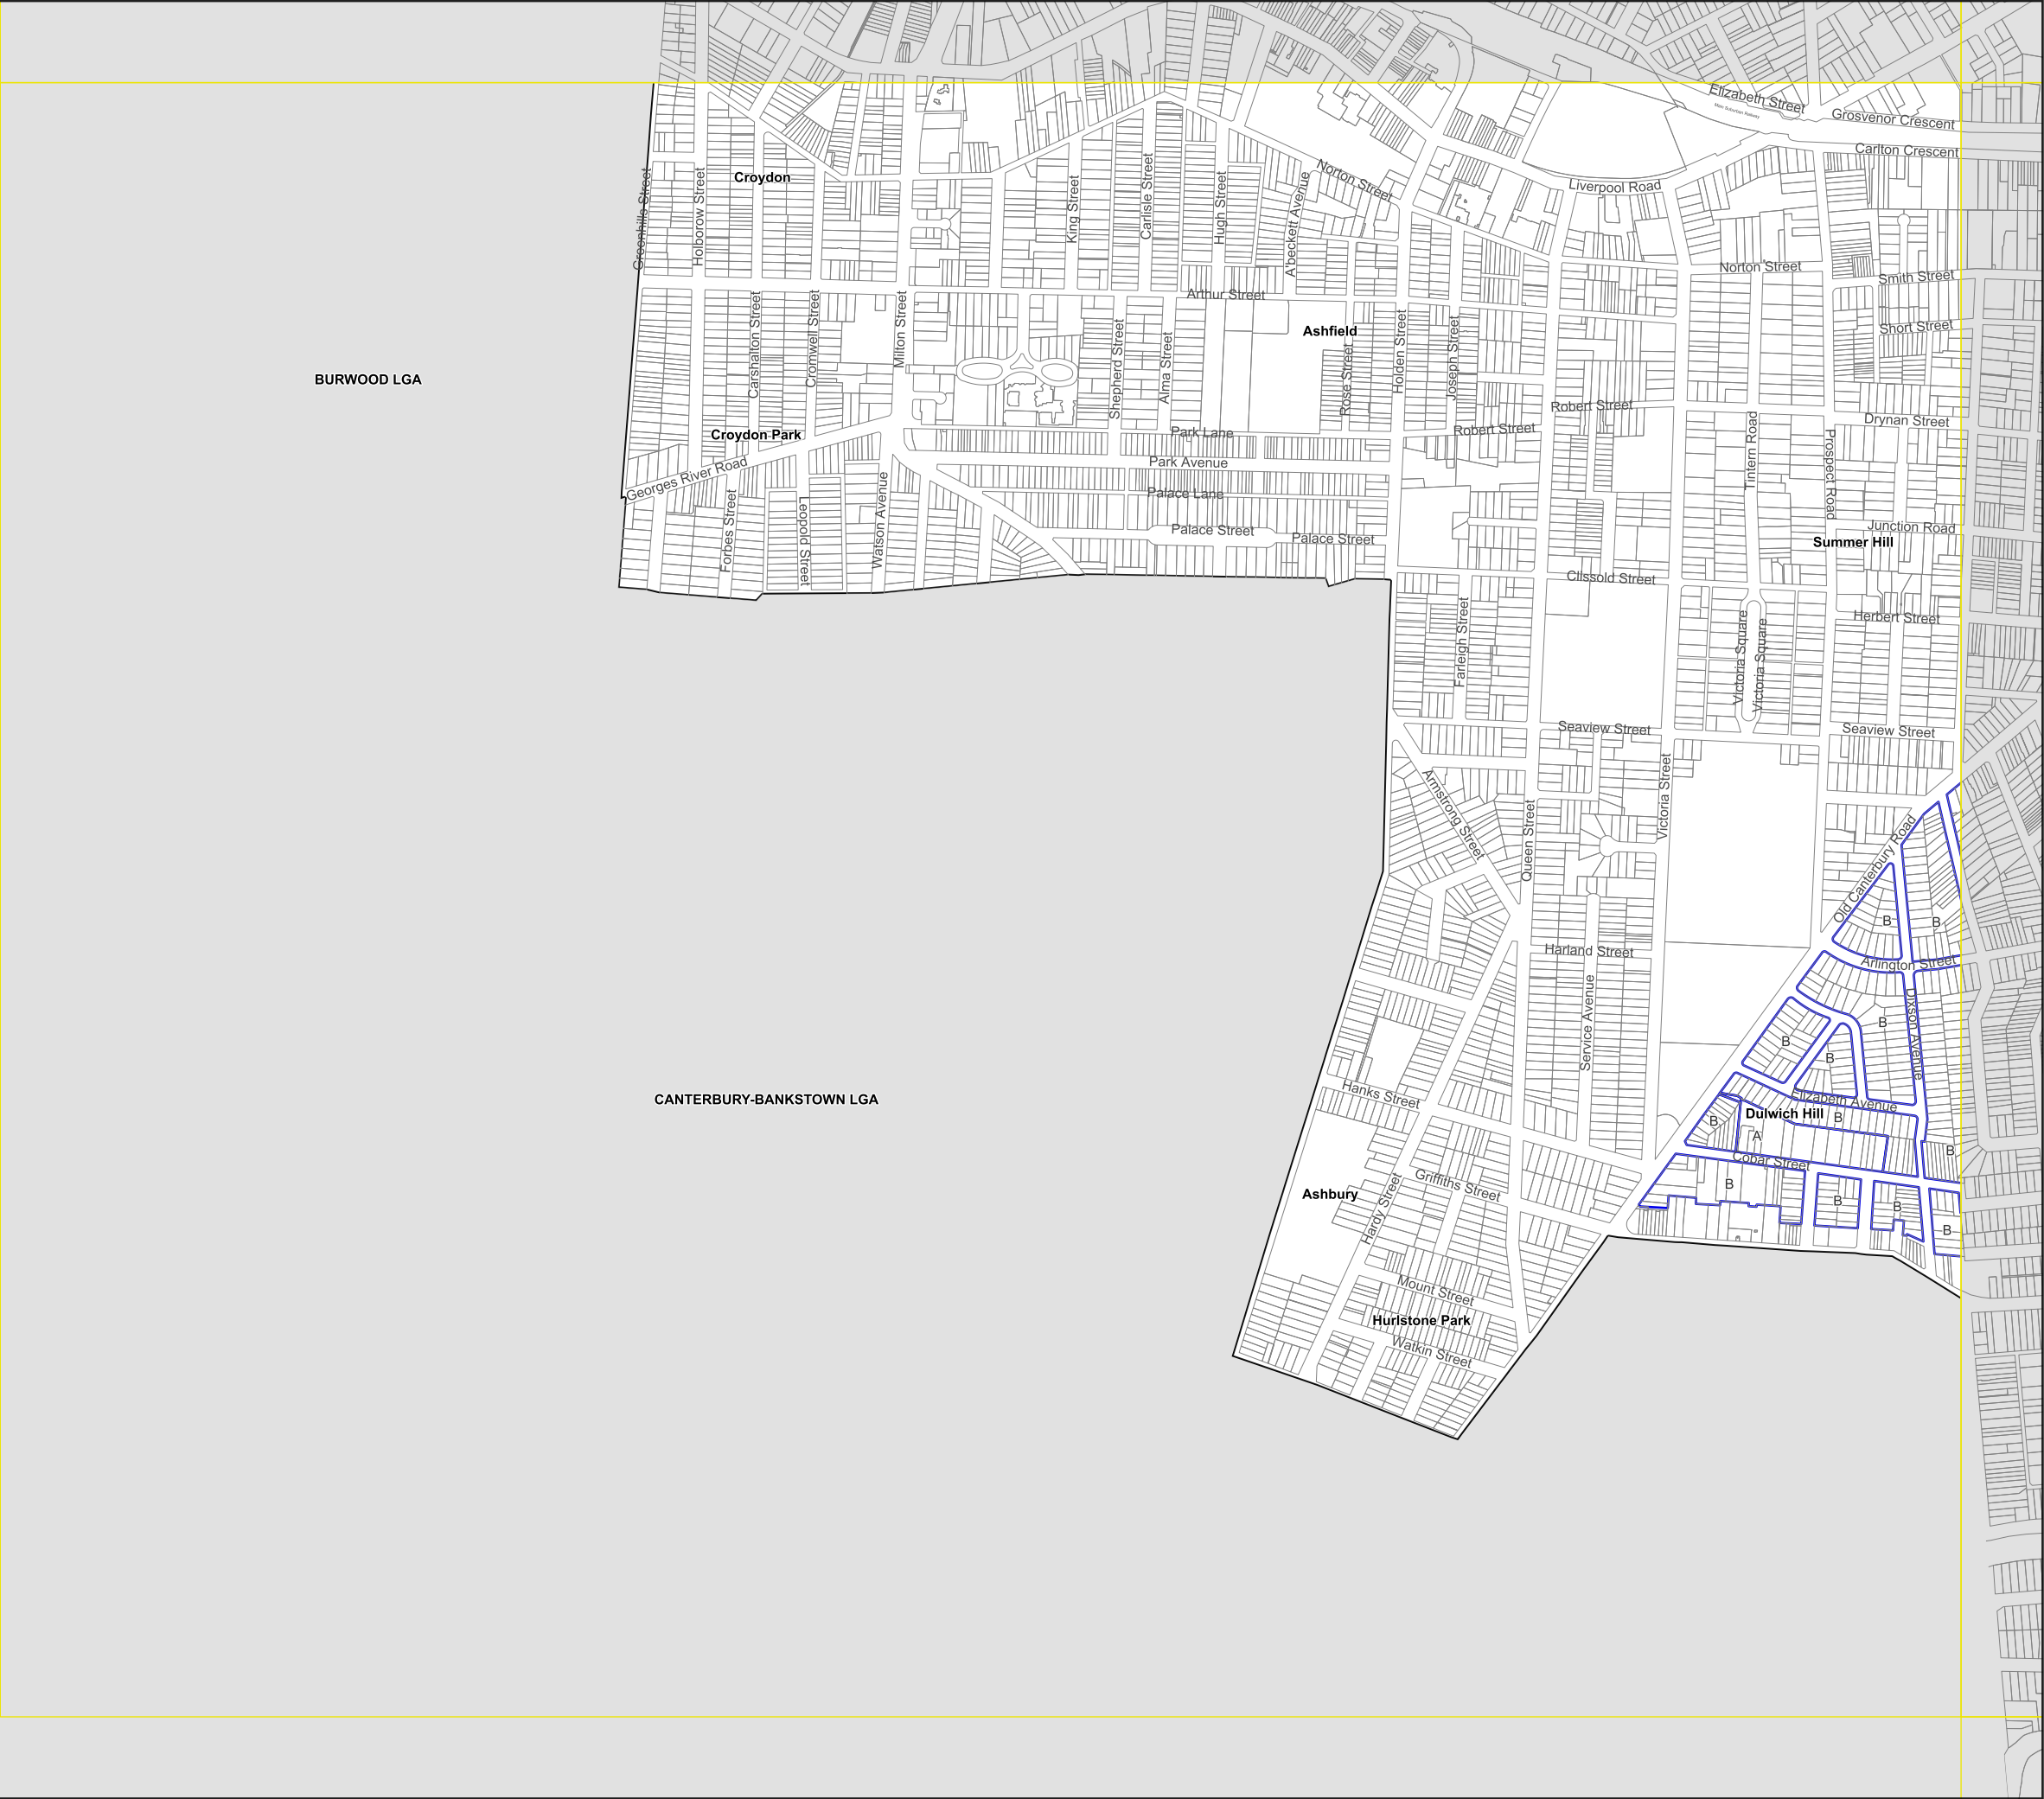 Elizabeth Street
Main Suburban Railway
Grosvenor Crescent
Carlton Crescent
Croydon
Norton Street
Liverpool Road
Greenhills Street
Holborow Street
King Street
Carlisle Street
Hugh Street
A'beckett Avenue
Norton Street
Smith Street
Arthur Street
Ashfield
Short Street
BURWOOD LGA
Carshalton Street
Cromwell Street
Milton Street
Shepherd Street
Alma Street
Rose Street
Holden Street
Joseph Street
Robert Street
Drynan Street
Croydon Park
Park Lane
Robert Street
Tintern Road
Prospect Road
Georges River Road
Park Avenue
Palace Lane
Forbes Street
Leopold Street
Watson Avenue
Palace Street
Palace Street
Junction Road
Summer Hill
Clissold Street
Herbert Street
Farleigh Street
Victoria Square
Victoria Square
Seaview Street
Seaview Street
Armstrong Street
Queen Street
Victoria Street
Old Canterbury Road
B
B
Harland Street
Arlington Street
Service Avenue
Dixson Avenue
B
B
B
CANTERBURY-BANKSTOWN LGA
Hanks Street
Elizabeth Avenue
Dulwich Hill
B
B
A
B
Cobar Street
Griffiths Street
B
Ashbury
Hardy Street
B
B
B
Mount Street
Hurlstone Park
Watkin Street